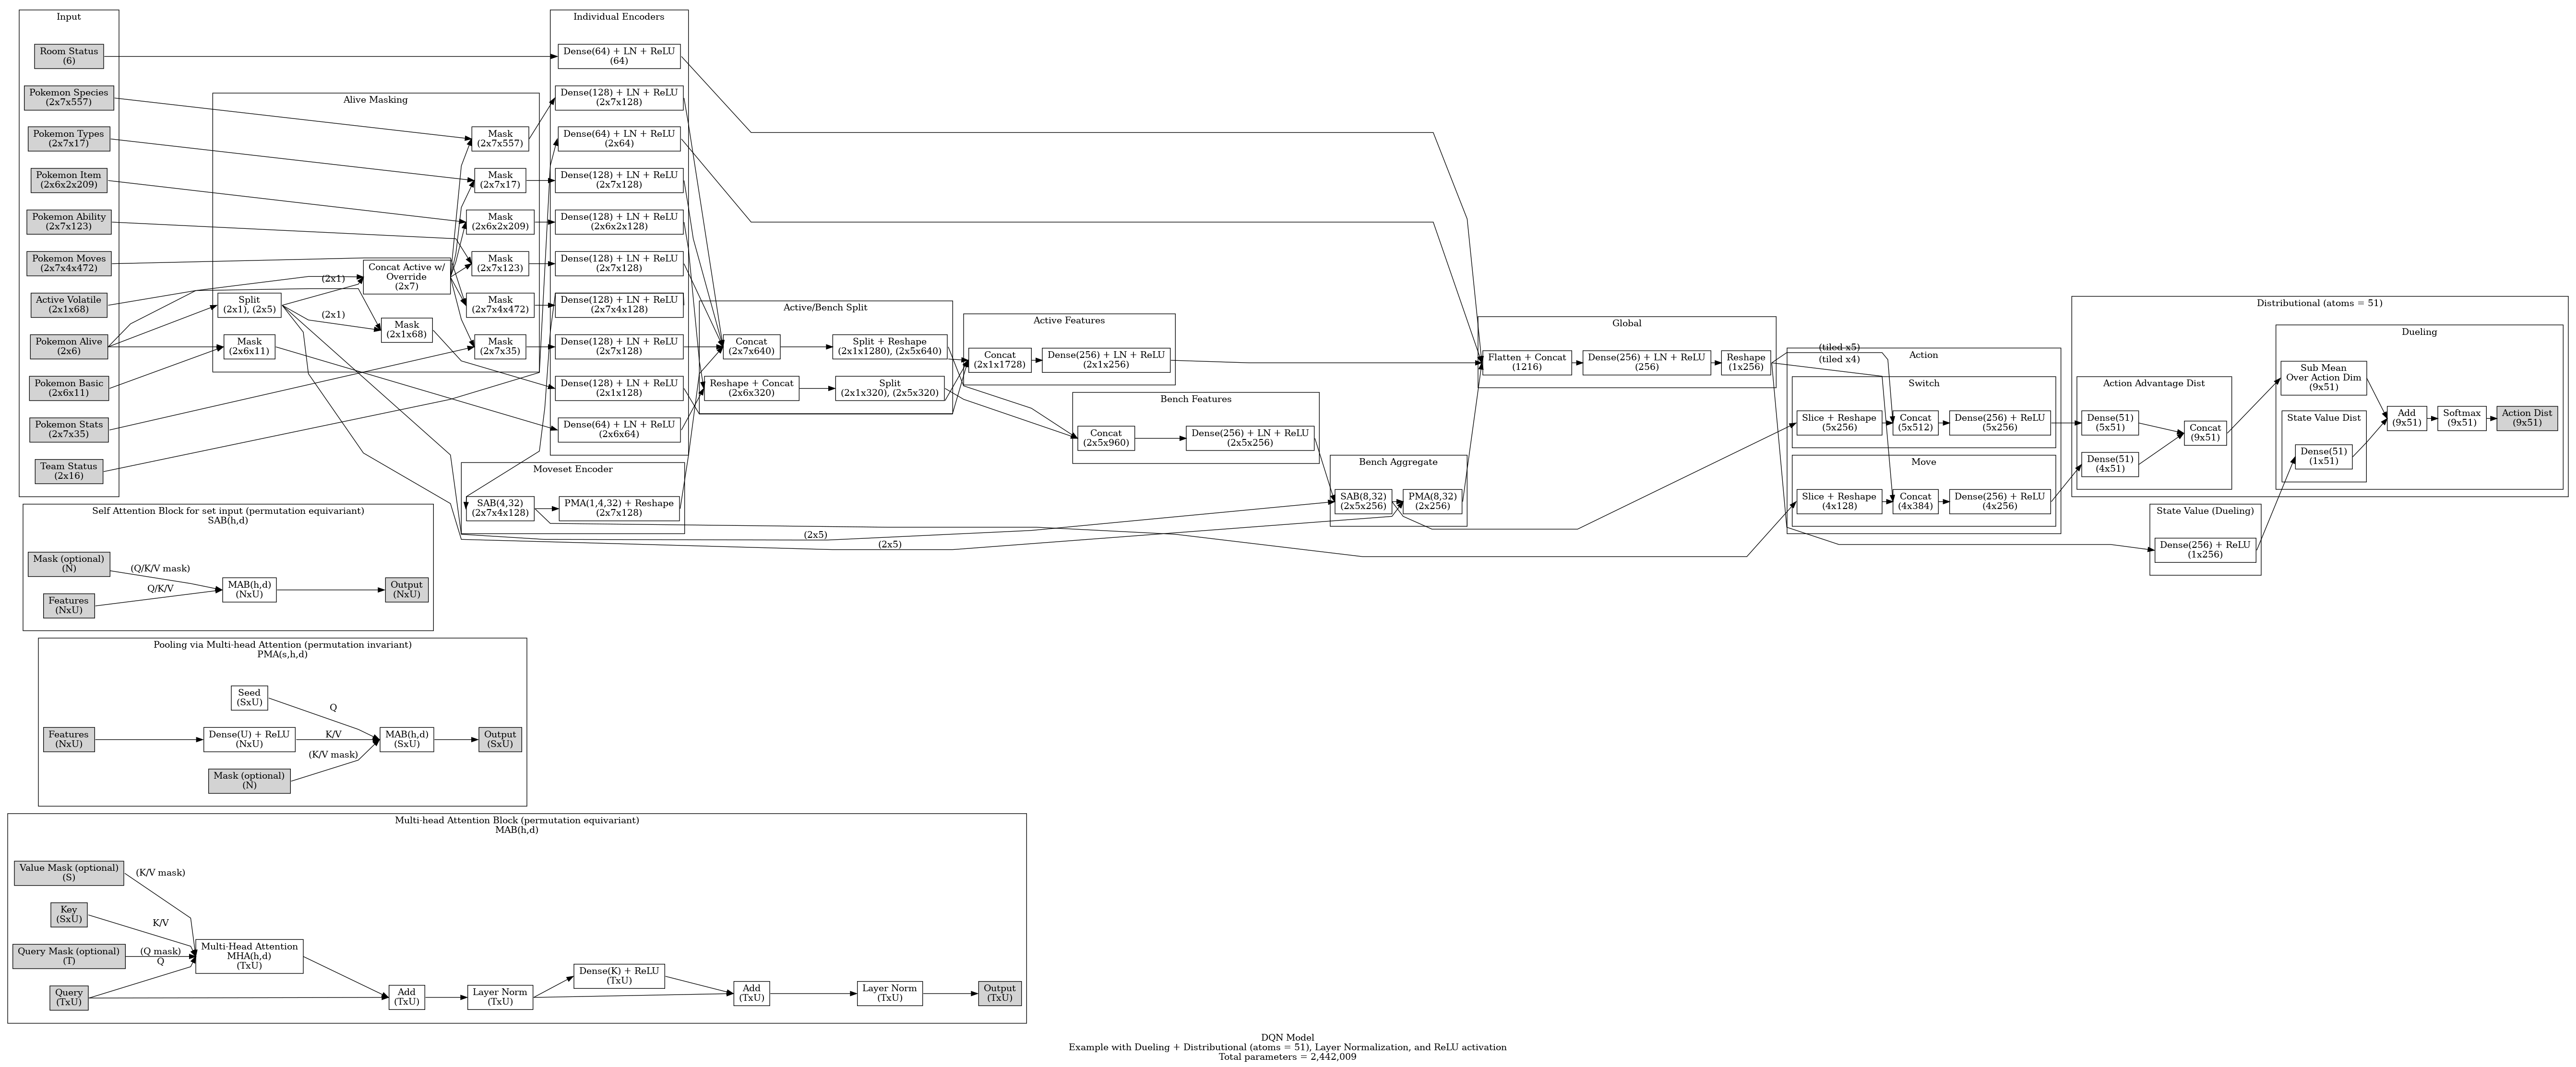 Input
Room Status
(6)
Pokemon Species
(2x7x557)
Pokemon Types
(2x7x17)
Pokemon Item
(2x6x2x209)
Pokemon Ability
(2x7x123)
Pokemon Moves
(2x7x4x472)
Active Volatile
(2x1x68)
Pokemon Alive
(2x6)
Pokemon Basic
(2x6x11)
Pokemon Stats
(2x7x35)
Team Status
(2x16)
Alive Masking
Split
(2x1), (2x5)
Mask
(2x6x11)
(2x1)
(2x1)
Concat Active w/
Override
(2x7)
Mask
(2x1x68)
Mask
(2x7x557)
Mask
(2x7x17)
Mask
(2x6x2x209)
Mask
(2x7x123)
Mask
(2x7x4x472)
Mask
(2x7x35)
Individual Encoders
Dense(64) + LN + ReLU
(64)
Dense(128) + LN + ReLU
(2x7x128)
Dense(64) + LN + ReLU
(2x64)
Dense(128) + LN + ReLU
(2x7x128)
Dense(128) + LN + ReLU
(2x6x2x128)
Dense(128) + LN + ReLU
(2x7x128)
Dense(128) + LN + ReLU
(2x7x4x128)
Dense(128) + LN + ReLU
(2x7x128)
Dense(128) + LN + ReLU
(2x1x128)
Dense(64) + LN + ReLU
(2x6x64)
Moveset Encoder
SAB(4,32)
(2x7x4x128)
PMA(1,4,32) + Reshape
(2x7x128)
Active/Bench Split
Concat
(2x7x640)
Split + Reshape
(2x1x1280), (2x5x640)
Reshape + Concat
(2x6x320)
Split
(2x1x320), (2x5x320)
(2x5)
(2x5)
Active Features
Concat
(2x1x1728)
Dense(256) + LN + ReLU
(2x1x256)
Bench Features
Concat
(2x5x960)
Dense(256) + LN + ReLU
(2x5x256)
Bench Aggregate
SAB(8,32)
(2x5x256)
PMA(8,32)
(2x256)
Global
Flatten + Concat
(1216)
Dense(256) + LN + ReLU
(256)
Reshape
(1x256)
(tiled x5)
(tiled x4)
Action
Switch
Slice + Reshape
(5x256)
Concat
(5x512)
Dense(256) + ReLU
(5x256)
Move
Slice + Reshape
(4x128)
Concat
(4x384)
Dense(256) + ReLU
(4x256)
State Value (Dueling)
Dense(256) + ReLU
(1x256)
Distributional (atoms = 51)
Action Advantage Dist
Dense(51)
(5x51)
Dense(51)
(4x51)
Concat
(9x51)
Dueling
Sub Mean
Over Action Dim
(9x51)
State Value Dist
Dense(51)
(1x51)
Add
(9x51)
Softmax
(9x51)
Action Dist
(9x51)
Self Attention Block for set input (permutation equivariant)
SAB(h,d)
Mask (optional)
(N)
Features
(NxU)
(Q/K/V mask)
Q/K/V
MAB(h,d)
(NxU)
Output
(NxU)
Pooling via Multi-head Attention (permutation invariant)
PMA(s,h,d)
Seed
(SxU)
Features
(NxU)
Dense(U) + ReLU
(NxU)
Mask (optional)
(N)
Q
K/V
(K/V mask)
MAB(h,d)
(SxU)
Output
(SxU)
Multi-head Attention Block (permutation equivariant)
MAB(h,d)
Value Mask (optional)
(S)
Key
(SxU)
Query Mask (optional)
(T)
Query
(TxU)
(K/V mask)
K/V
(Q mask)
Q
Multi-Head Attention
MHA(h,d)
(TxU)
Add
(TxU)
Layer Norm
(TxU)
Dense(K) + ReLU
(TxU)
Add
(TxU)
Layer Norm
(TxU)
Output
(TxU)
DQN Model
Example with Dueling + Distributional (atoms = 51), Layer Normalization, and ReLU activation
Total parameters = 2,442,009